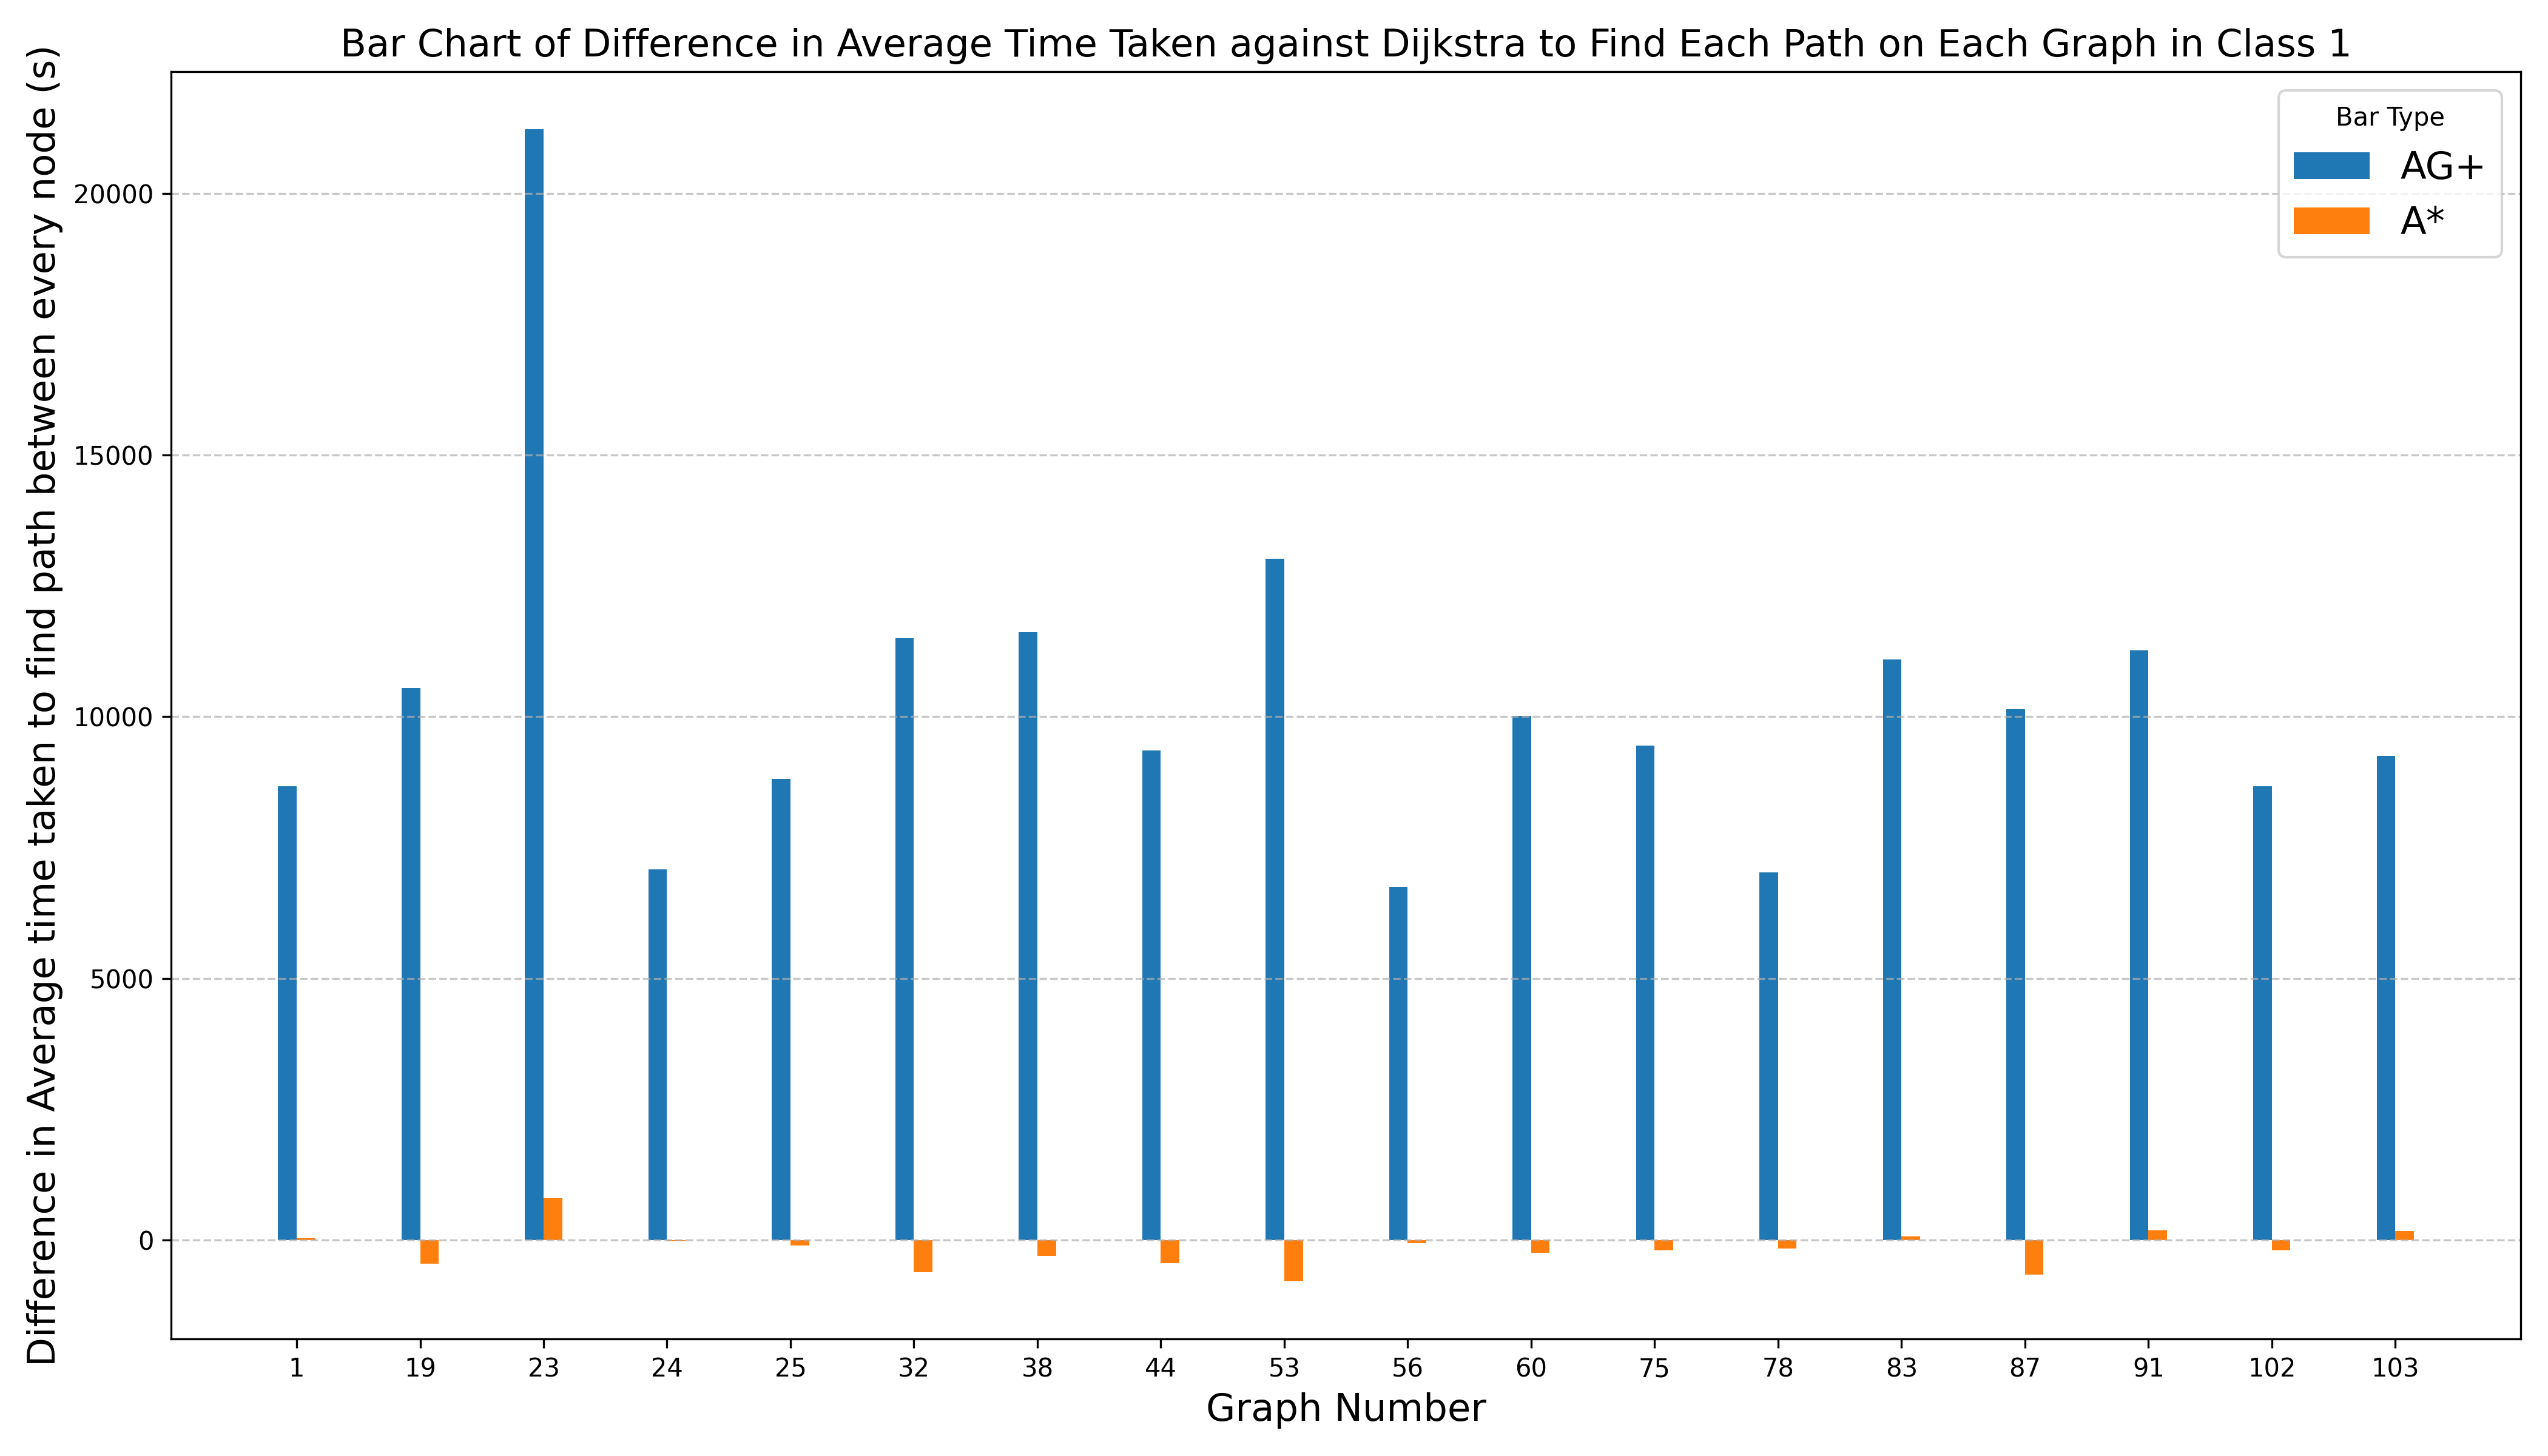 Bar Chart of Difference in Average Time Taken against Dijkstra to Find Each Path on Each Graph in Class 1
Difference in Average time taken to find path between every node (s)
Bar Type
AG+
A*
20000
15000
10000
5000
0
1 19 23 24 25 32 38 44 53 56 60 75 78 83 87 91 102 103
Graph Number